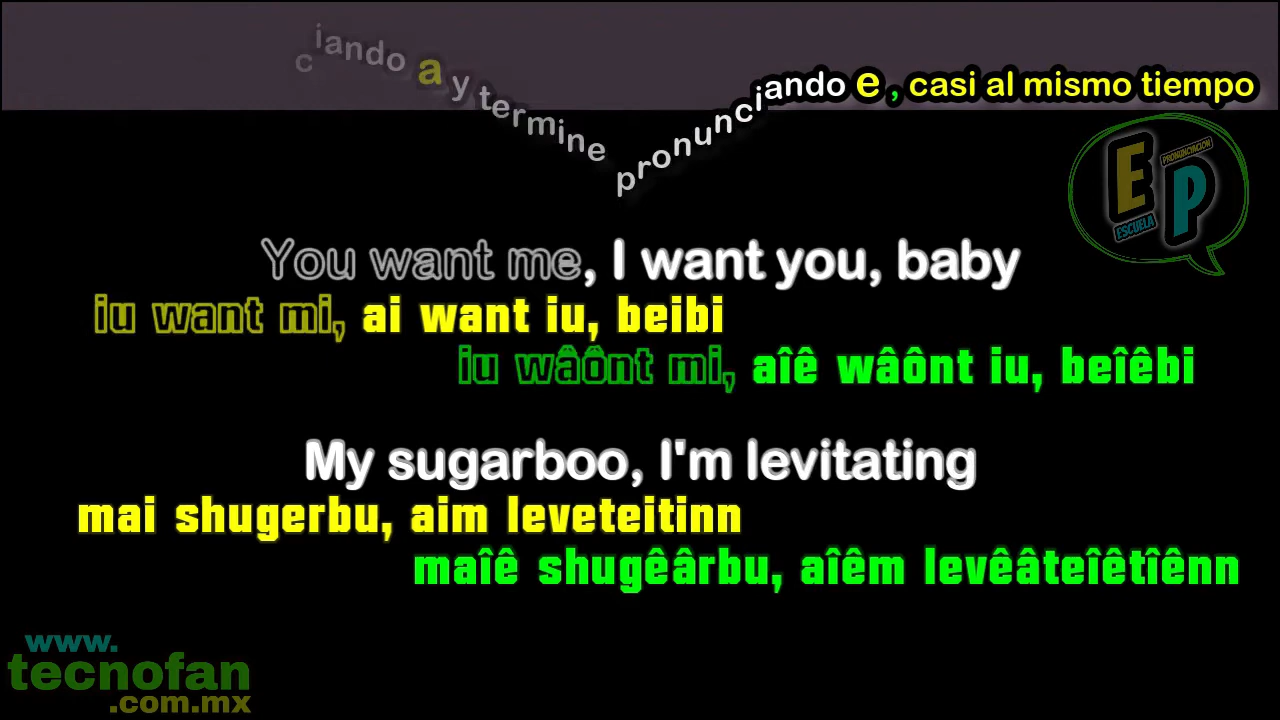 ciando a y termine pronunciando e , casi al mismo tiempo
E P
PRONUNCYACION
ESCUELA
You want me, I want you, baby
iu want mi, ai want iu, beibi
iu wâônt mi, aîê wâônt iu, beîêbi
My sugarboo, I'm levitating
mai shugerbu, aim leveteitinn
maîê shugêârbu, aîêm levêâteîêtîênn
www.
tecnofan
.com.mx